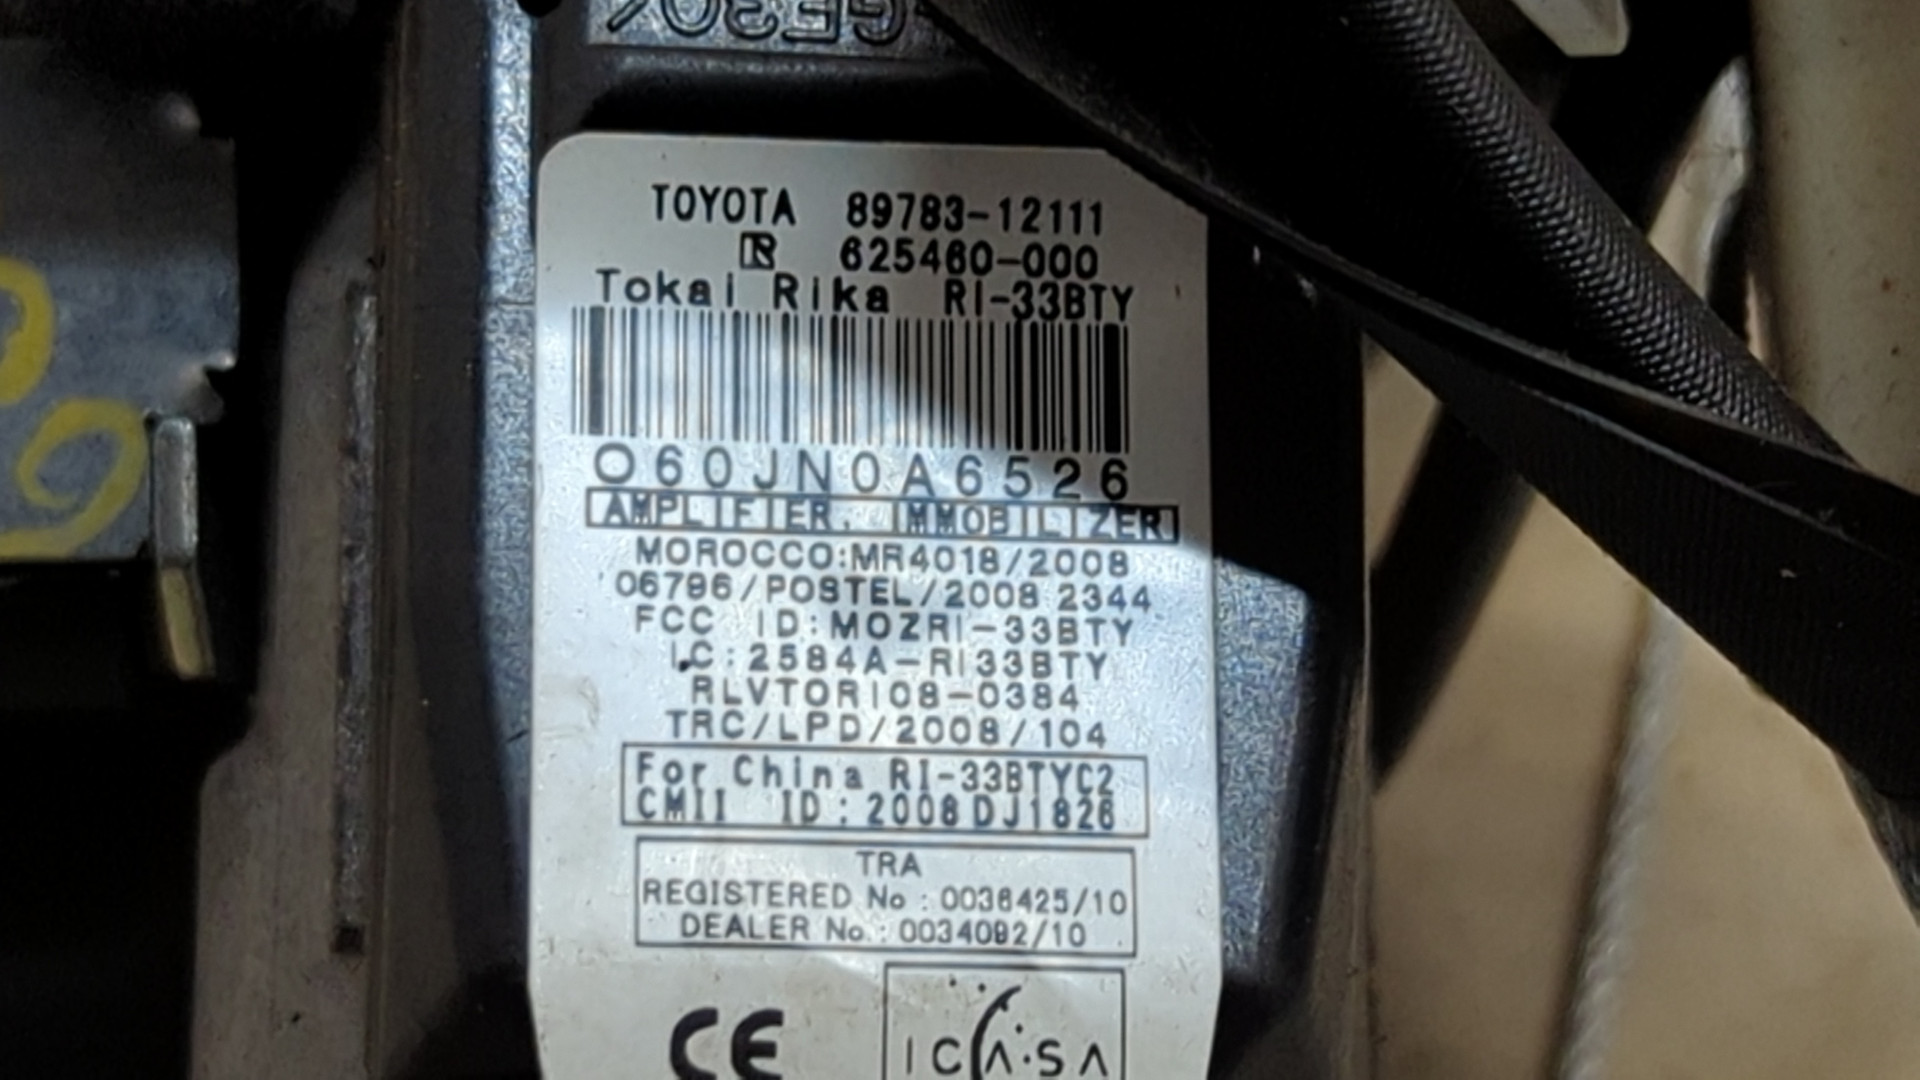 TOYOTA 89783-12111
R 625460-000
Tokai Rika RI-33BTY
O60JN0A6526
AMPLIFIER, IMMOBILIZER
MOROCCO:MR4018/2008
06796/POSTEL/2008 2344
FCC ID:MOZRI-33BTY
IC:2584A-RI33BTY
RLVTORI08-0384
TRC/LPD/2008/104
For China RI-33BTYC2
CMII ID:2008DJ1826
TRA
REGISTERED No:0036425/10
DEALER No.:0034092/10
CE
ICASA